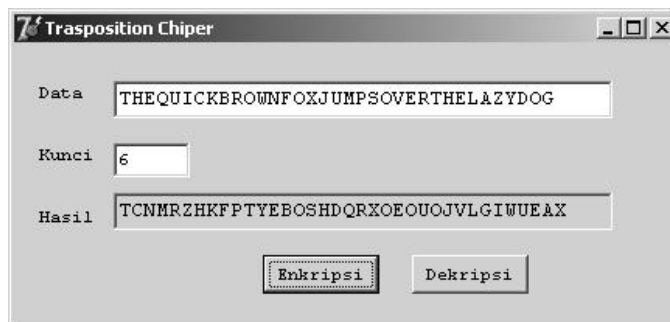 Trasposition Chiper
Data THEQUICKBROWNFOXJUMPSOVERTHELAZYDOG
Kunci 6
Hasil TCNMRZHKFPTYEBOSHDQRXOEOUOJVLGIWUEAX
Enkripsi Dekripsi